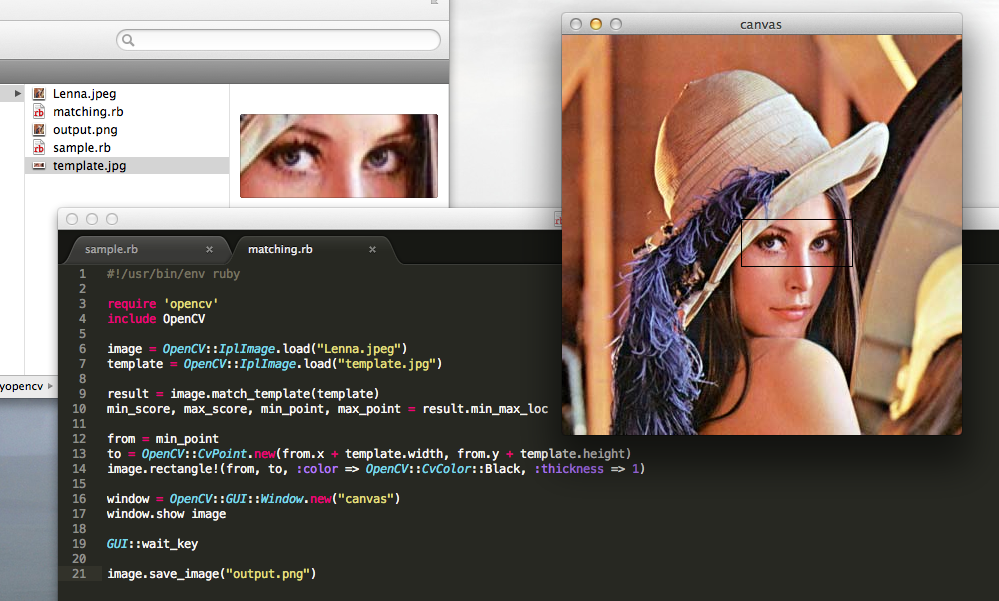 canvas
Lenna.jpeg
matching.rb
output.png
sample.rb
template.jpg
yopencv
sample.rb ×
matching.rb ×
1 #!/usr/bin/env ruby
2
3 require 'opencv'
4 include OpenCV
5
6 image = OpenCV::IplImage.load("Lenna.jpeg")
7 template = OpenCV::IplImage.load("template.jpg")
8
9 result = image.match_template(template)
10 min_score, max_score, min_point, max_point = result.min_max_loc
11
12 from = min_point
13 to = OpenCV::CvPoint.new(from.x + template.width, from.y + template.height)
14 image.rectangle!(from, to, :color => OpenCV::CvColor::Black, :thickness => 1)
15
16 window = OpenCV::GUI::Window.new("canvas")
17 window.show image
18
19 GUI::wait_key
20
21 image.save_image("output.png")